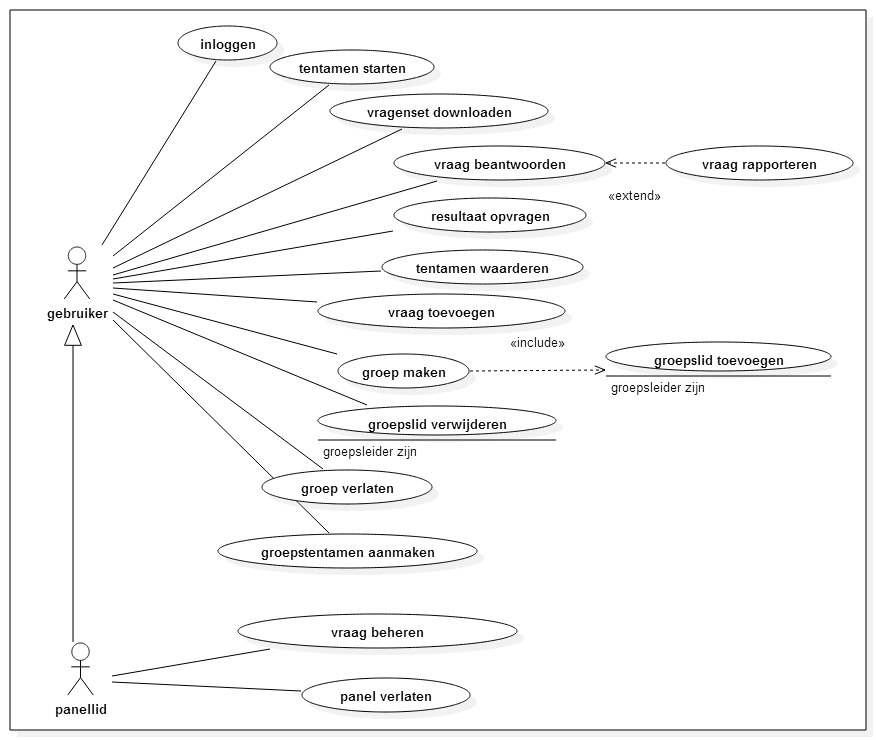 inloggen
tentamen starten
vragenset downloaden
vraag beantwoorden
vraag rapporteren
«extend»
resultaat opvragen
tentamen waarderen
gebruiker
vraag toevoegen
«include»
groep maken
groepslid toevoegen
groepsleider zijn
groepslid verwijderen
groepsleider zijn
groep verlaten
groepstentamen aanmaken
vraag beheren
panel verlaten
panellid